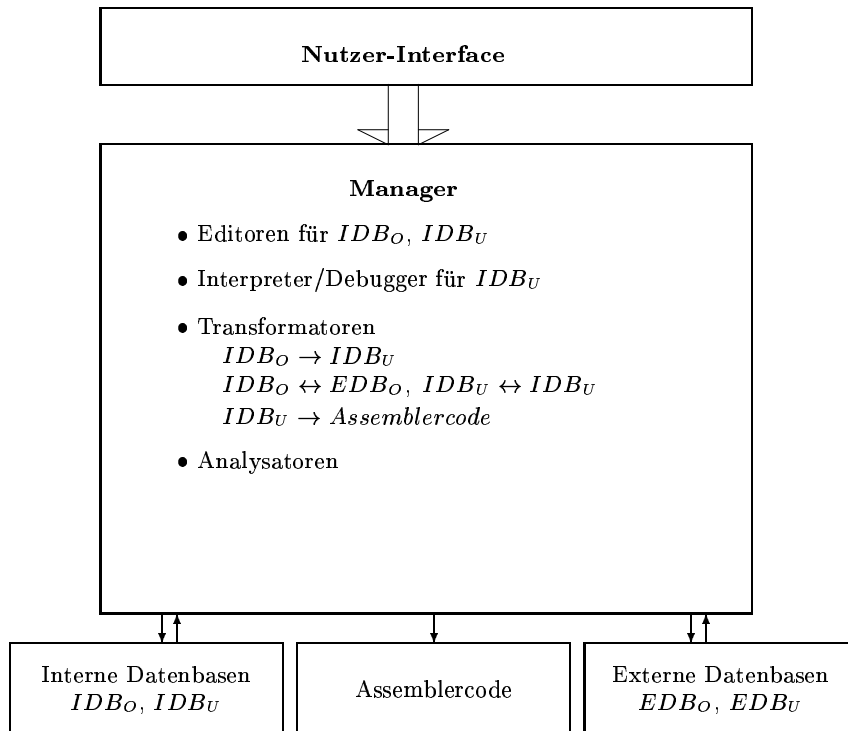 Nutzer-Interface
Manager
• Editoren für IDB_O, IDB_U
• Interpreter/Debugger für IDB_U
• Transformatoren
IDB_O → IDB_U
IDB_O ↔ EDB_O, IDB_U ↔ IDB_U
IDB_U → Assemblercode
• Analysatoren
Interne Datenbasen
IDB_O, IDB_U
Assemblercode
Externe Datenbasen
EDB_O, EDB_U